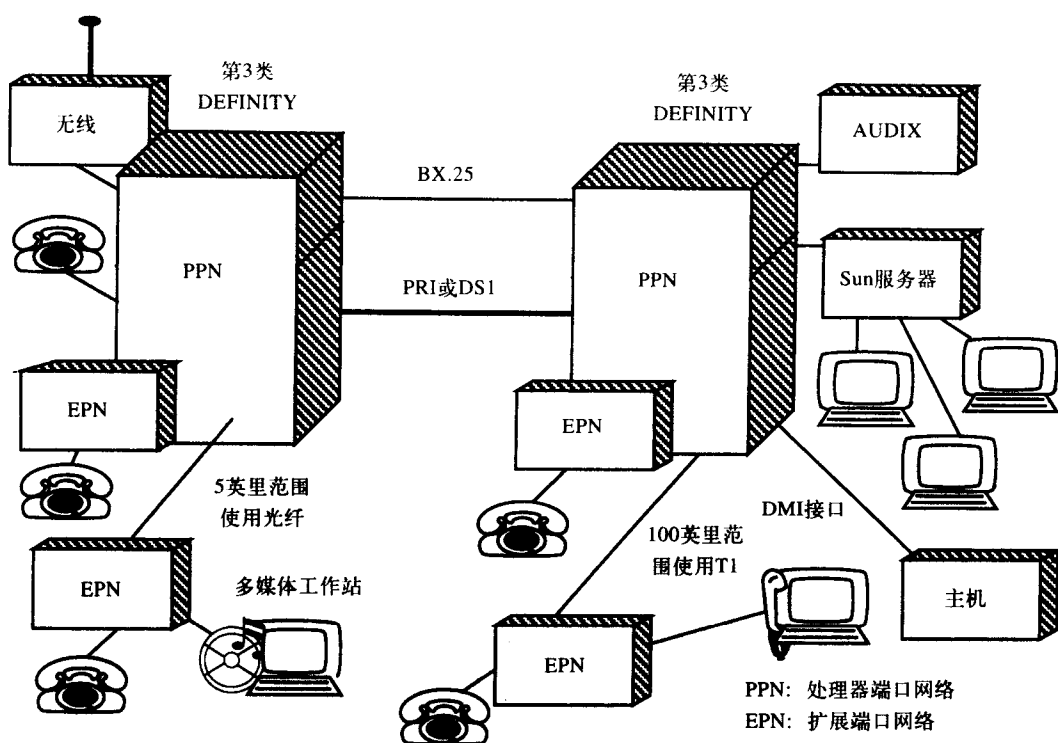 第3类
DEFINITY
第3类
DEFINITY
无线
AUDIX
BX.25
PPN
PPN
Sun服务器
PRI或DS1
EPN
EPN
5英里范围
使用光纤
DMI接口
100英里范
围使用T1
EPN
多媒体工作站
主机
EPN
PPN: 处理器端口网络
EPN: 扩展端口网络